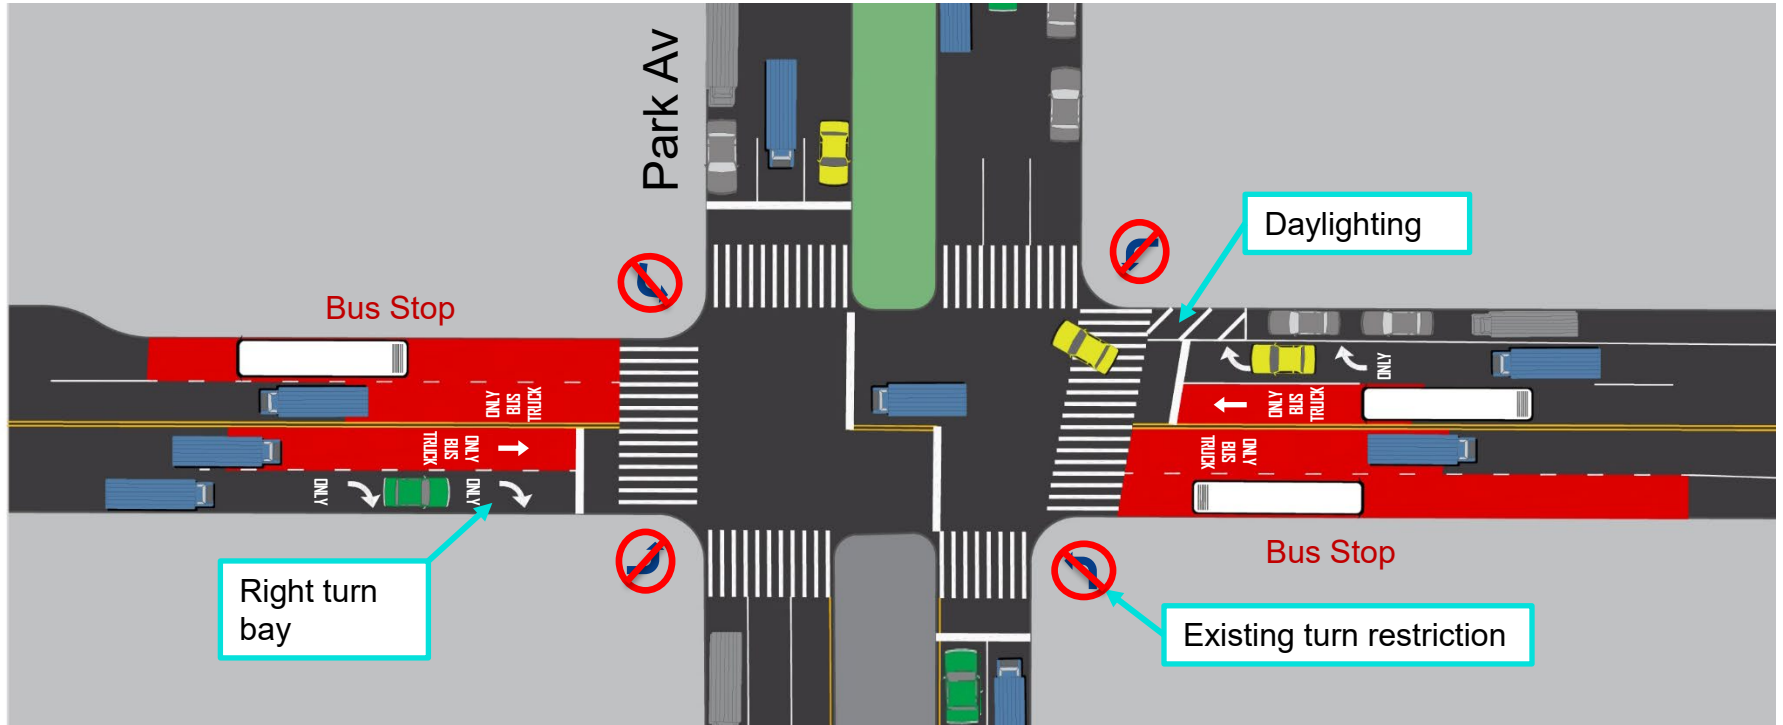 Park Av
Daylighting
Bus Stop
ONLY
BUS
TRUCK
ONLY
BUS
TRUCK
ONLY
ONLY
ONLY
ONLY
BUS
TRUCK
ONLY
BUS
TRUCK
Bus Stop
Right turn
bay
Existing turn restriction